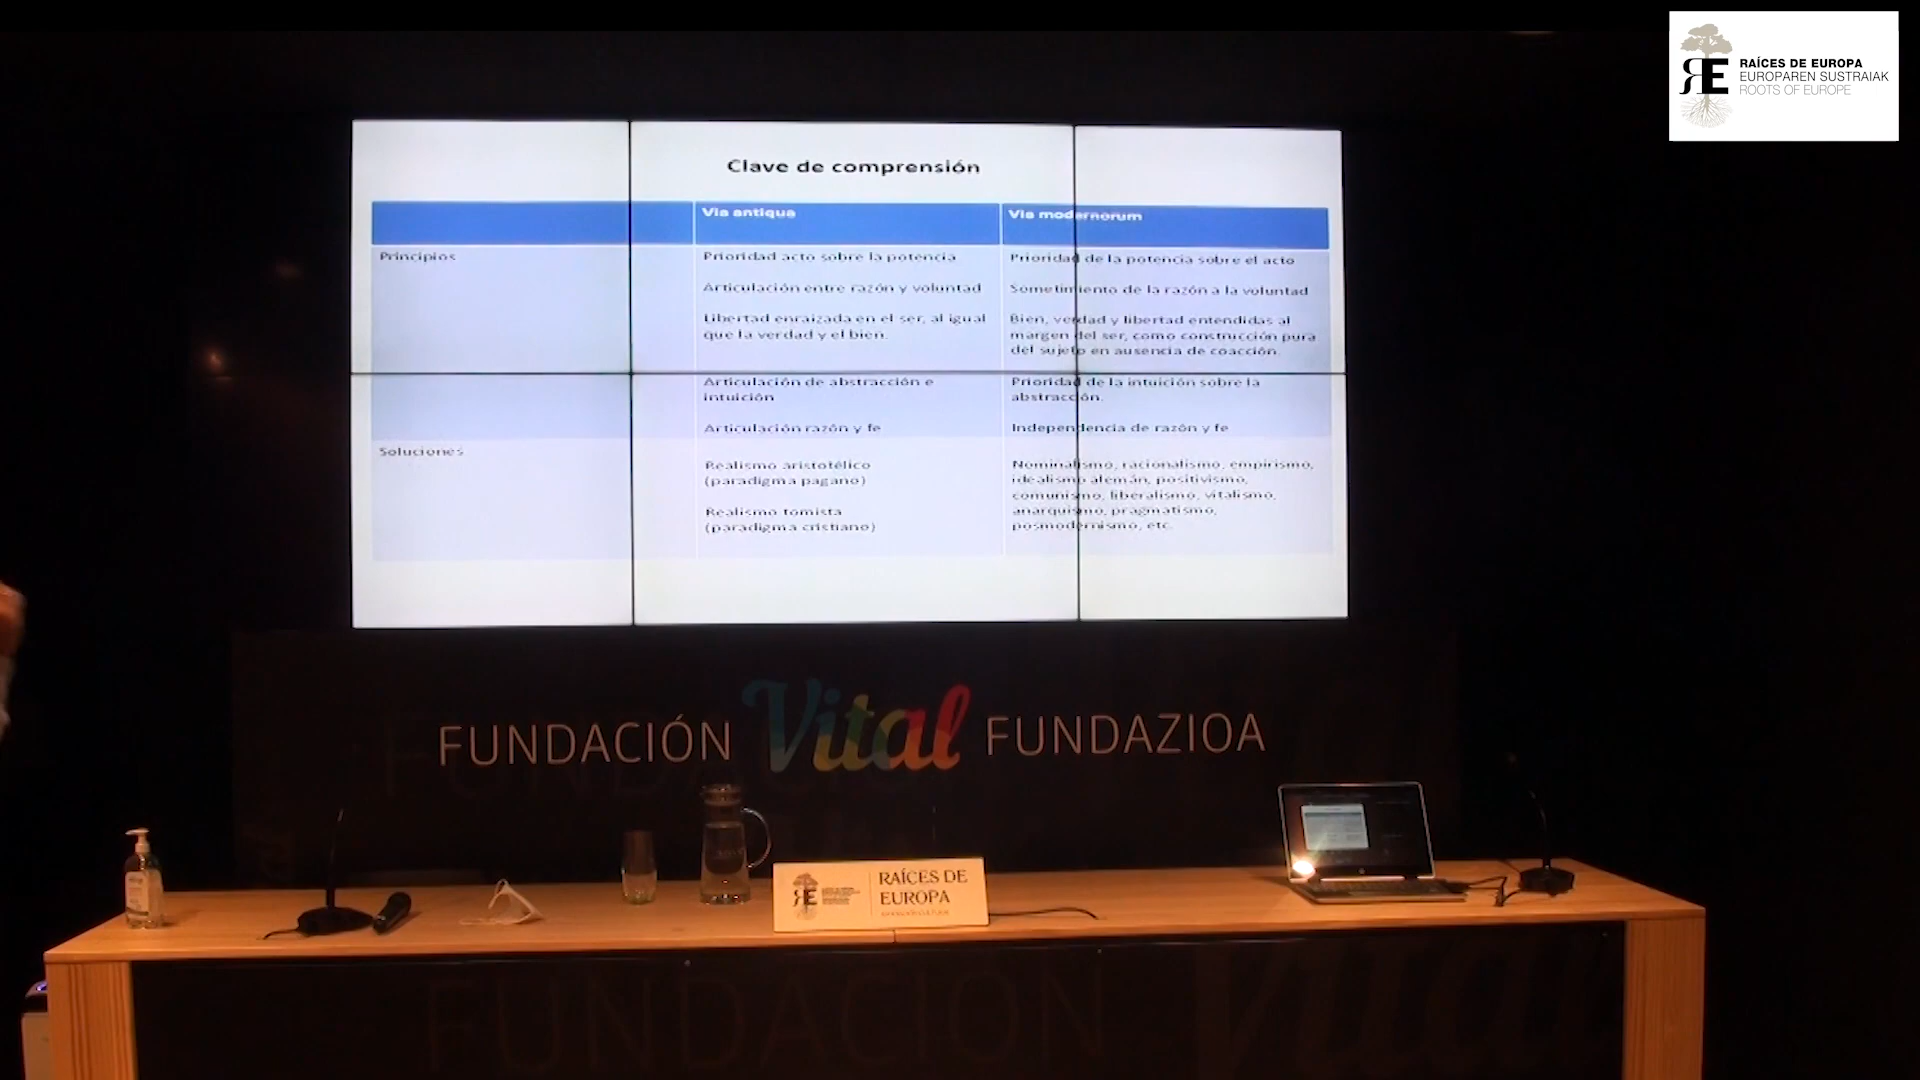 RAÍCES DE EUROPA
EUROPAREN SUSTRAIAK
ROOTS OF EUROPE
RE
Clave de comprensión
Via antiqua
Via modernorum
Principios
Prioridad acto sobre la potencia
Articulación entre razón y voluntad
Libertad enraizada en el ser, al igual
que la verdad y el bien.
Articulación de abstracción e
intuición
Articulación razón y fe
Prioridad de la potencia sobre el acto
Sometimiento de la razón a la voluntad
Bien, verdad y libertad entendidas al
margen del ser, como construcción pura
del sujeto en ausencia de coacción.
Prioridad de la intuición sobre la
abstracción.
Independencia de razón y fe
Soluciones
Realismo aristotélico
(paradigma pagano)
Realismo tomista
(paradigma cristiano)
Nominalismo, racionalismo, empirismo,
idealismo alemán, positivismo,
comunismo, liberalismo, vitalismo,
anarquismo, pragmatismo,
posmodernismo, etc.
FUNDACIÓN Vital FUNDAZIOA
RE
RAÍCES DE
EUROPA
FUNDACIÓN